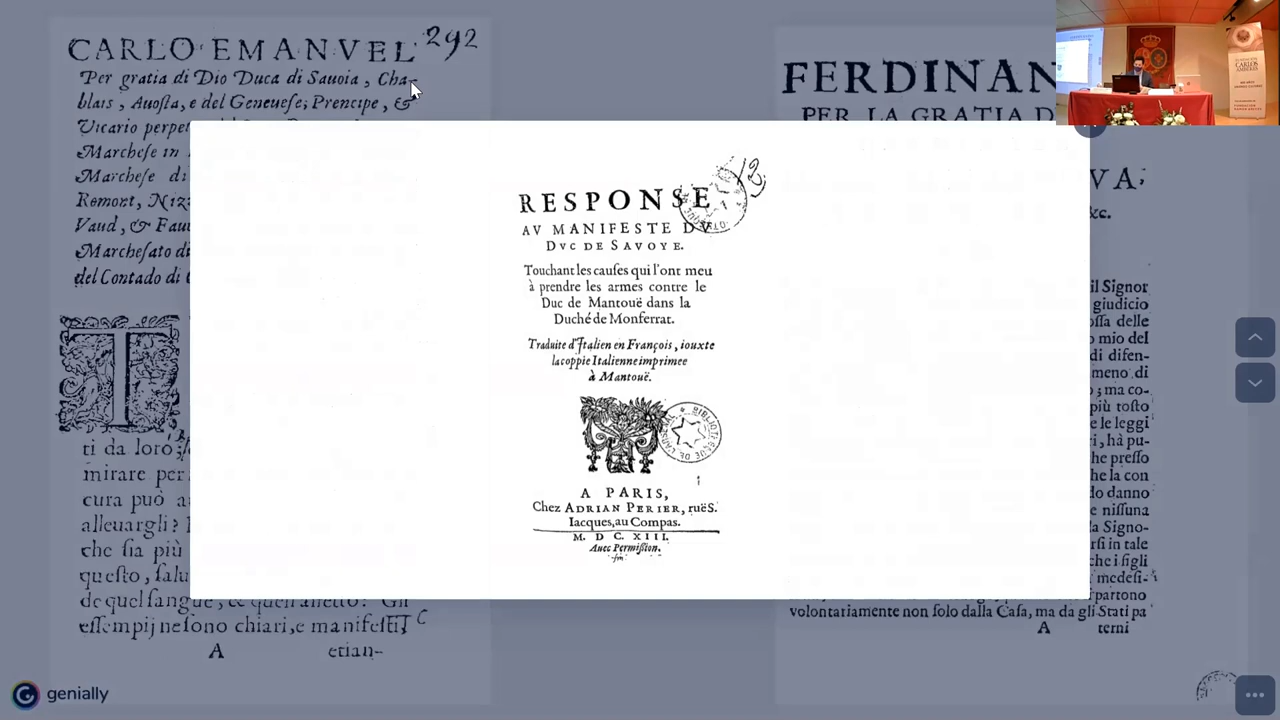 CARLO EMANVEL 292
Per gratia di Dio Duca di Sauoia, Cha-
blais, Auosta, e del Geneuese; Prencipe, &
Vicario perpe
Marchese in
Marchese di
Remont, Niz
Vaud, & Fau
Marchesato di
del Contado di
I
ti da loro
mirare per
cura può a
alleuargli?
che sia più
questo, salu
de quel sangue, & quell'affetto? Gli
essempij ne sono chiari, e manifesti,
A etian-
RESPONSE
AV MANIFESTE DV
DVC DE SAVOYE.
Touchant les causes qui l'ont meu
à prendre les armes contre le
Duc de Mantouë dans la
Duché de Monferrat.
Traduite d'Italien en François, iouxte
la coppie Italienne imprimee
à Mantouë.
A PARIS,
Chez ADRIAN PERIER, ruë S.
Iacques, au Compas.
M. D C. XIII.
Auec Permission.
FERDINAN
PER LA GRATIA D
VA,
&c.
il Signor
giudicio
ossa delle
o mio del
di difen-
meno di
; ma co-
più tosto
e le leggi
i, hà pu-
he presso
he la con
do danno
e nissuna
la Signo-
rsi in tale
che i figli
medesi-
partono
volontariamente non solo dalla Casa, ma da gli Stati pa
A terni
FUNDACIÓN
CARLOS
AMBERES
genially